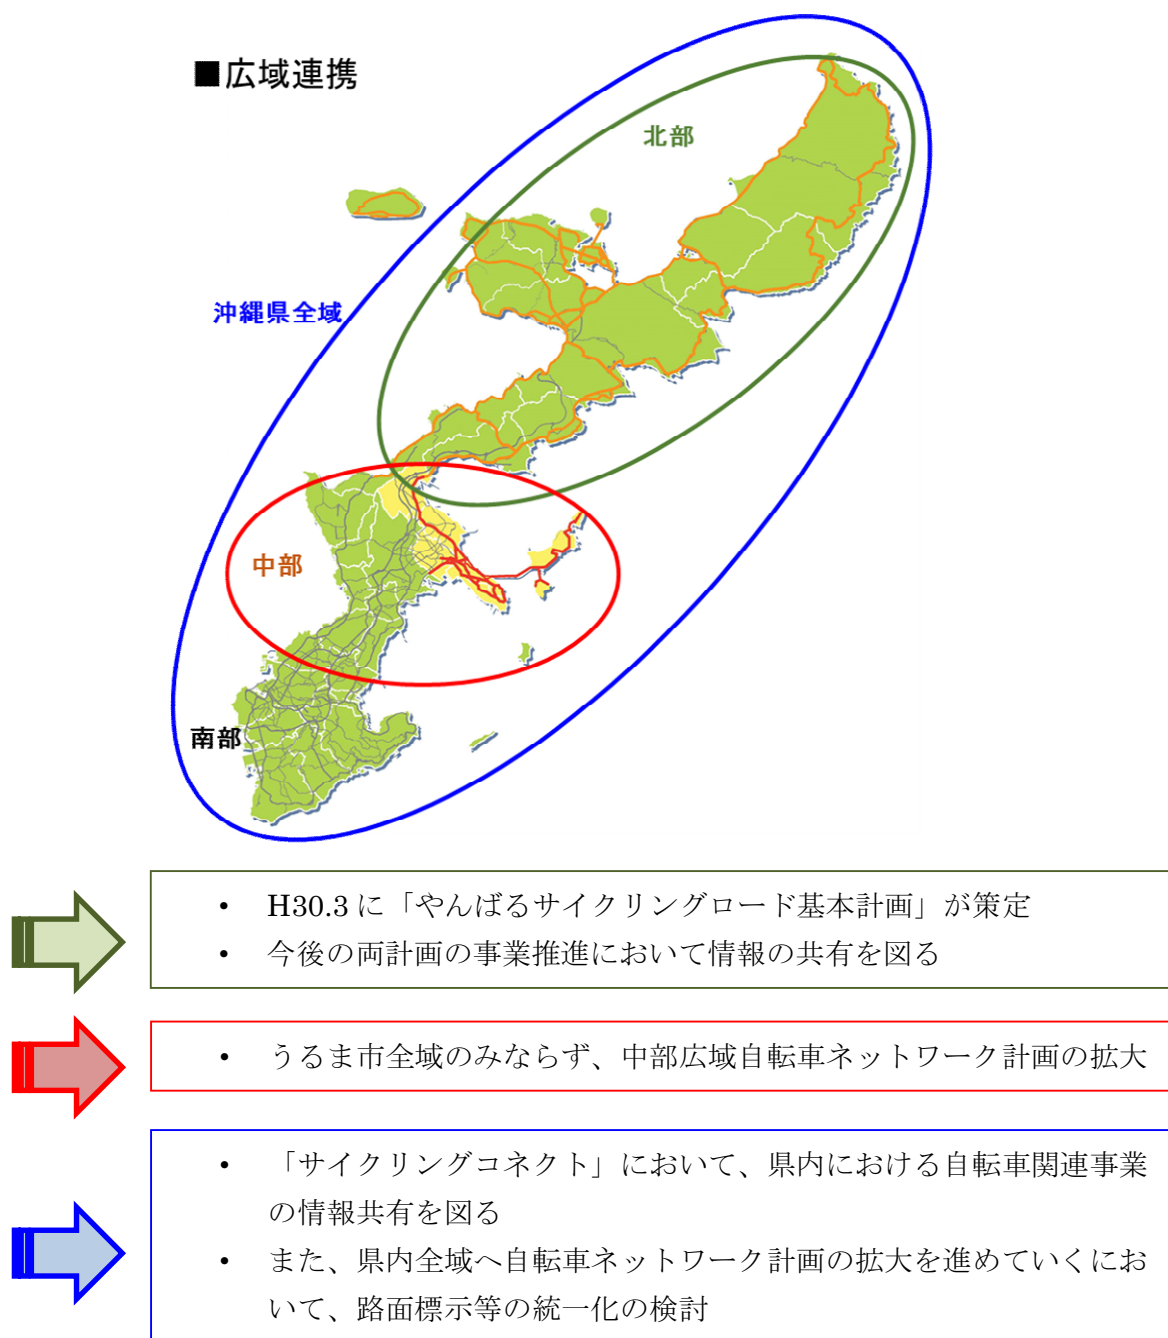 ■広域連携
北部
沖縄県全域
中部
南部
• H30.3 に「やんばるサイクリングロード基本計画」が策定
• 今後の両計画の事業推進において情報の共有を図る
• うるま市全域のみならず、中部広域自転車ネットワーク計画の拡大
• 「サイクリングコネクト」において、県内における自転車関連事業
の情報共有を図る
• また、県内全域へ自転車ネットワーク計画の拡大を進めていくにお
いて、路面標示等の統一化の検討